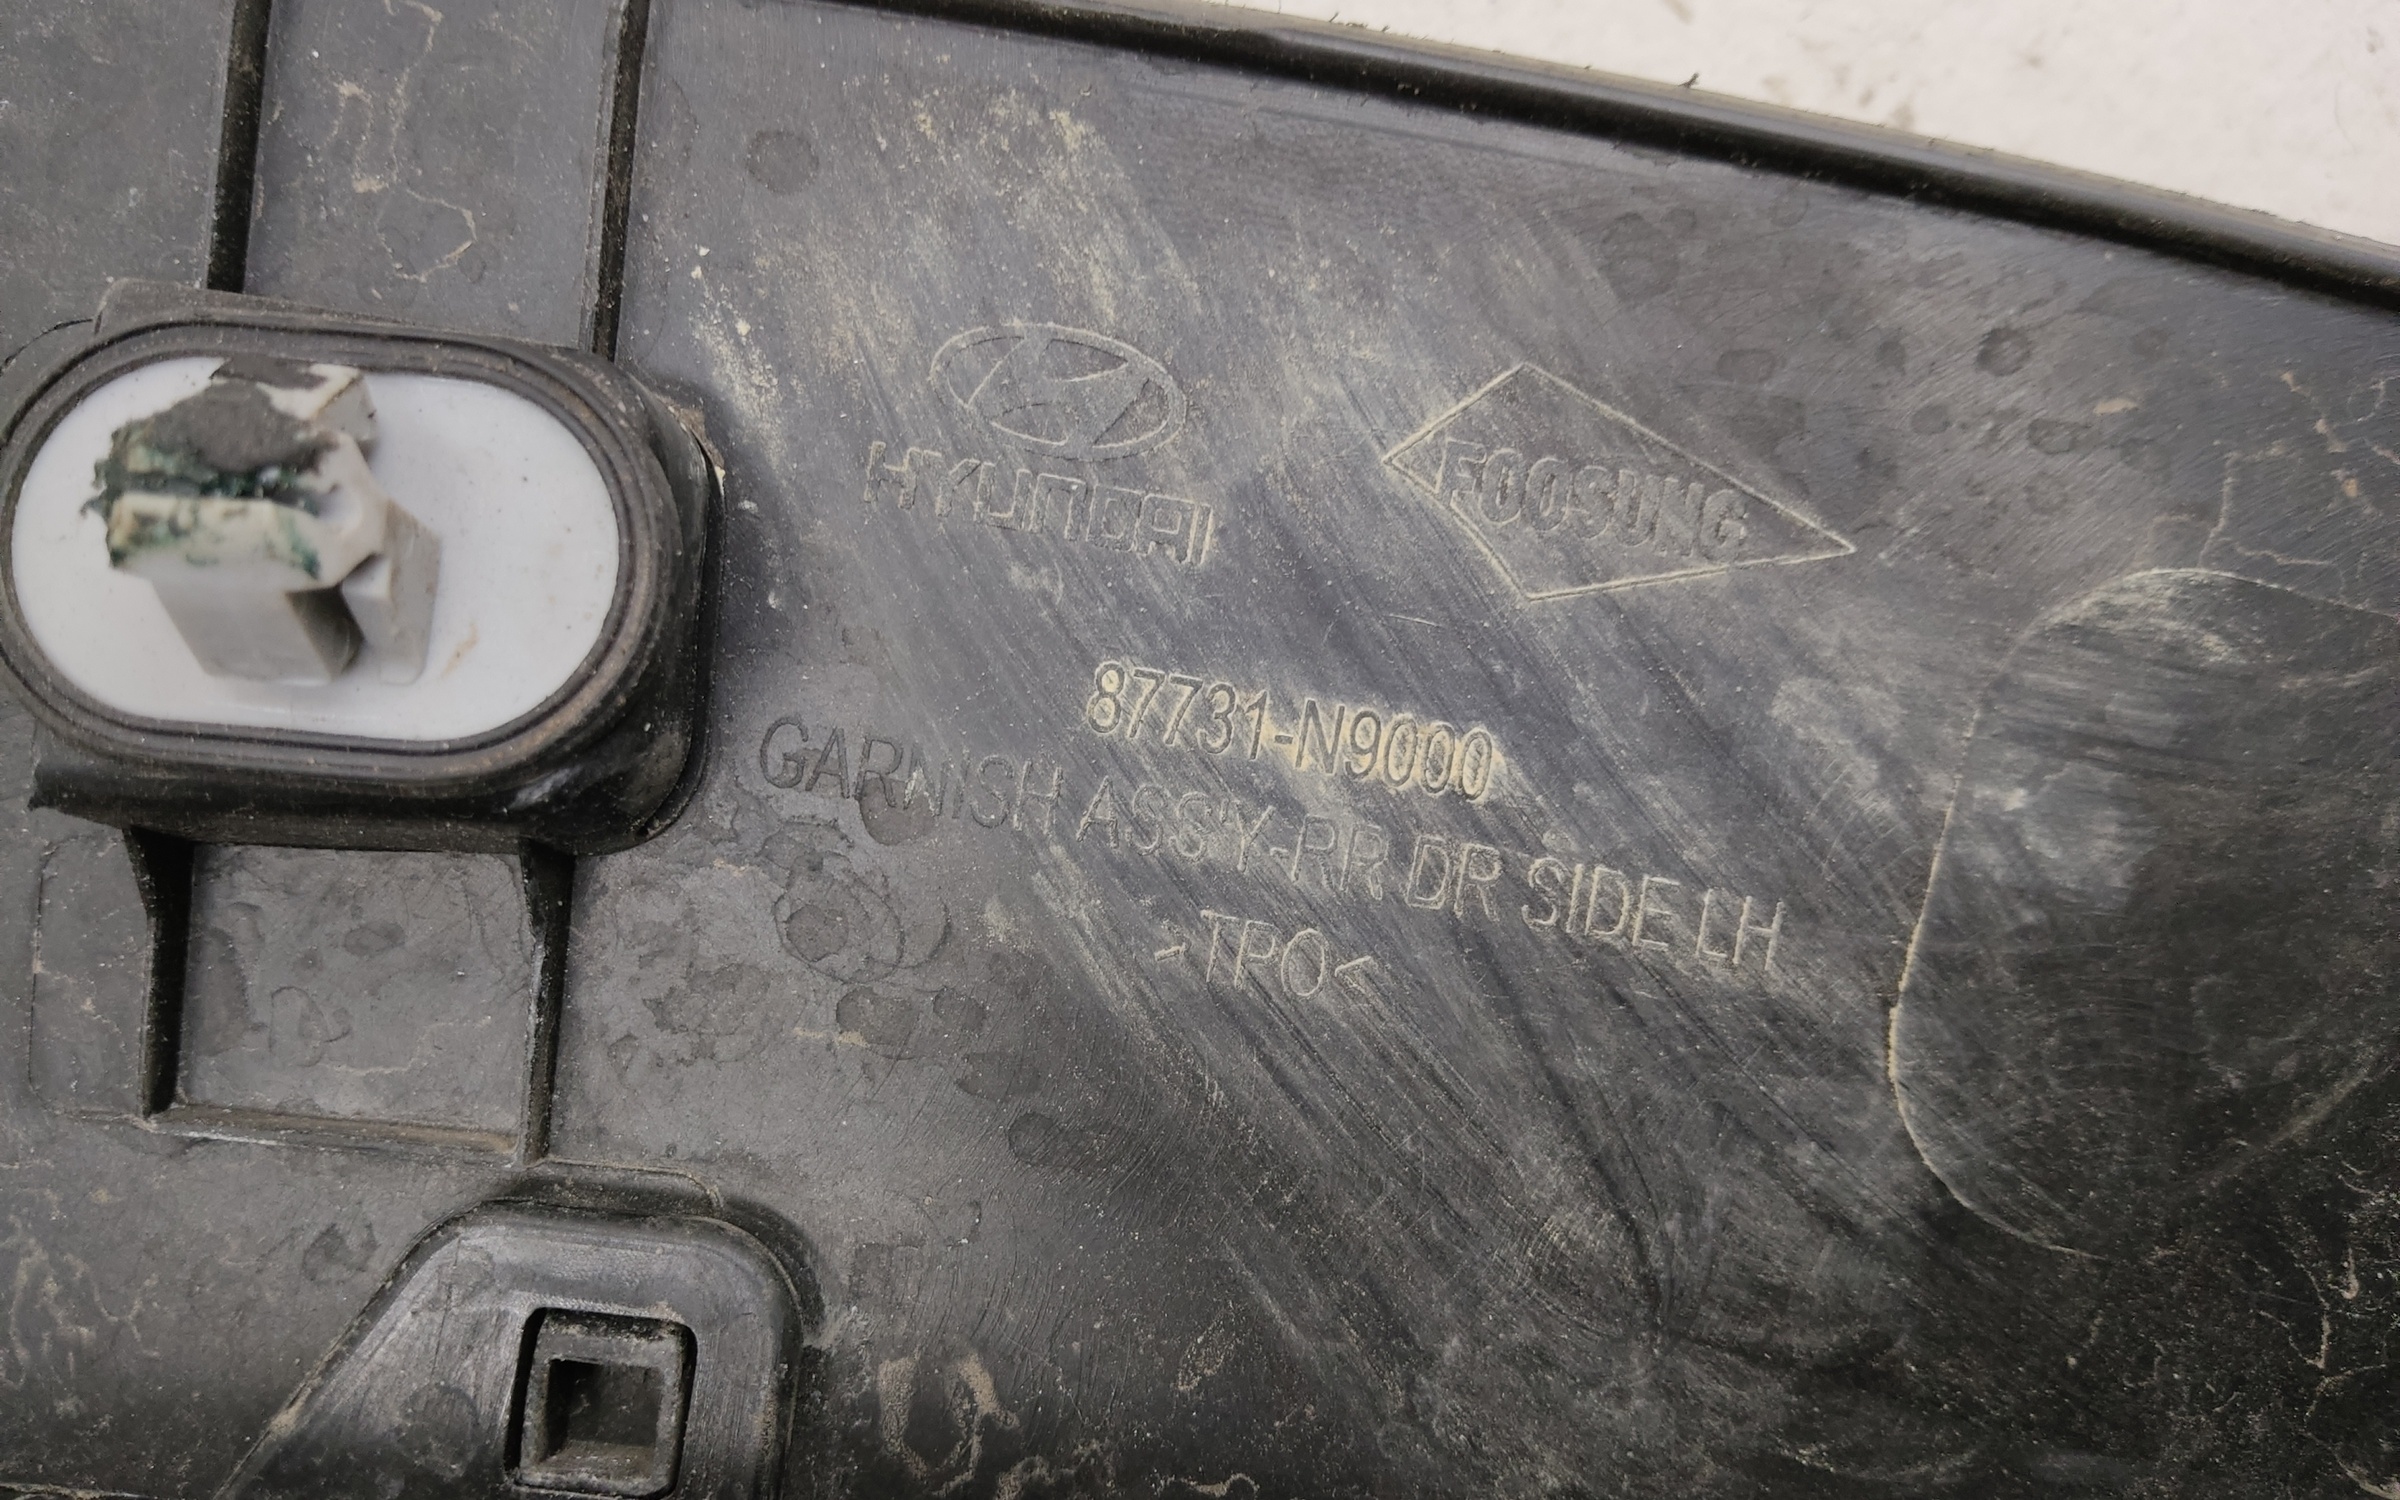 HYUNDAI
FOOSUNG
87731-N9000
GARNISH ASS'Y-RR DR SIDE LH
>TPO<